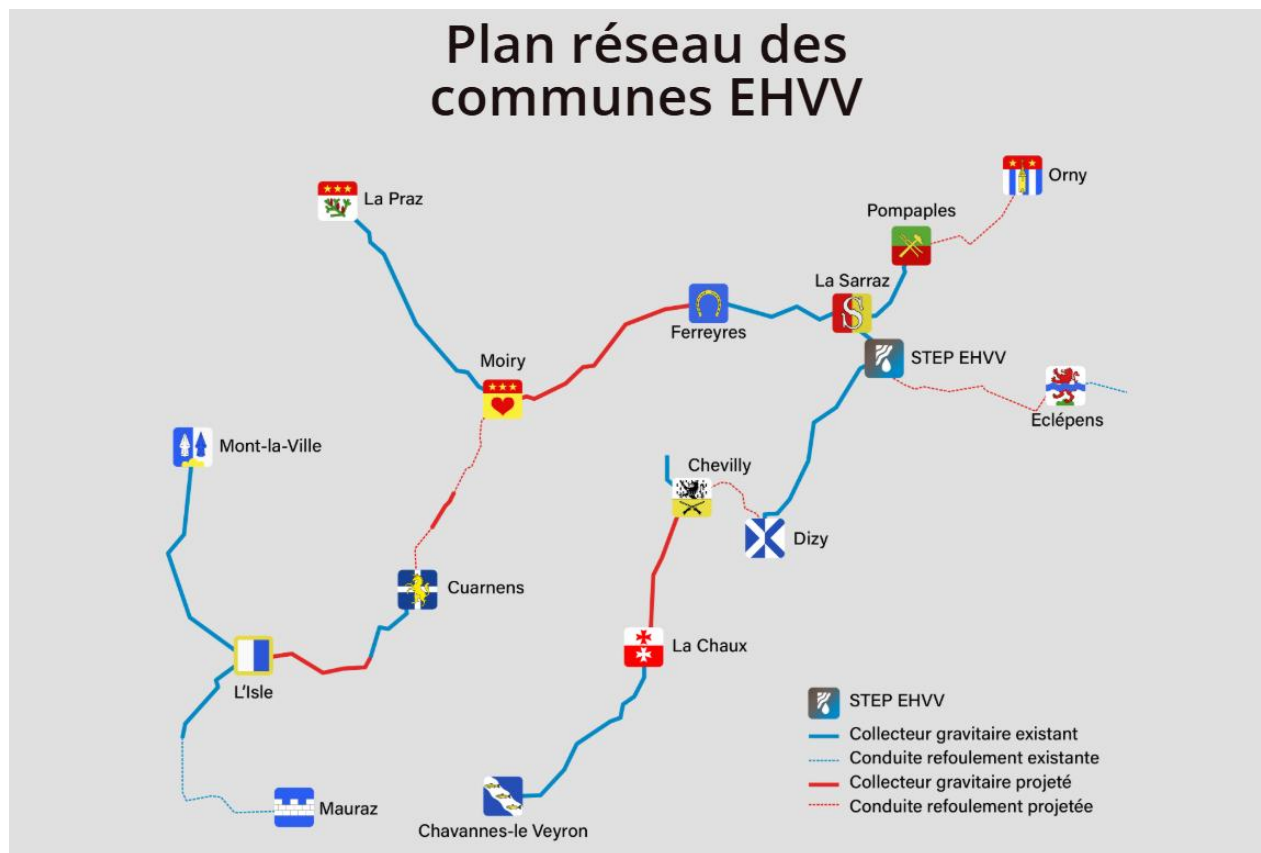 Plan réseau des
communes EHVV
Orny
La Praz
Pompaples
La Sarraz
Ferreyres
STEP EHVV
Moiry
Eclépens
Mont-la-Ville
Chevilly
Dizy
Cuarnens
La Chaux
L'Isle
Mauraz
Chavannes-le Veyron
STEP EHVV
Collecteur gravitaire existant
Conduite refoulement existante
Collecteur gravitaire projeté
Conduite refoulement projetée
S